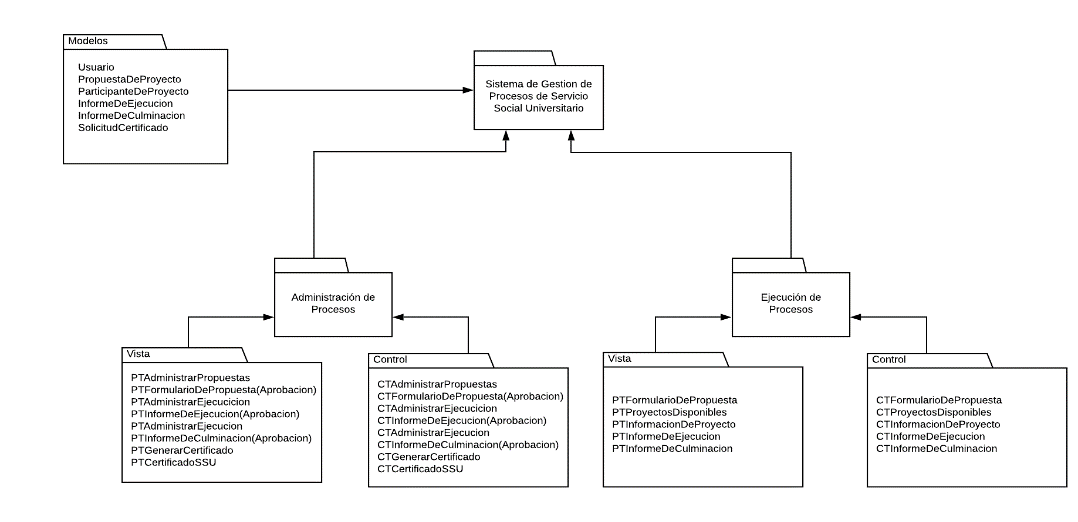 Modelos
Usuario
PropuestaDeProyecto
ParticipanteDeProyecto
InformeDeEjecucion
InformeDeCulminacion
SolicitudCertificado
Sistema de Gestion de
Procesos de Servicio
Social Universitario
Administración de
Procesos
Ejecución de
Procesos
Vista
PTAdministrarPropuestas
PTFormularioDePropuesta(Aprobacion)
PTAdministrarEjecucicion
PTInformeDeEjecucion(Aprobacion)
PTAdministrarEjecucion
PTInformeDeCulminacion(Aprobacion)
PTGenerarCertificado
PTCertificadoSSU
Control
CTAdministrarPropuestas
CTFormularioDePropuesta(Aprobacion)
CTAdministrarEjecucicion
CTInformeDeEjecucion(Aprobacion)
CTAdministrarEjecucion
CTInformeDeCulminacion(Aprobacion)
CTGenerarCertificado
CTCertificadoSSU
Vista
PTFormularioDePropuesta
PTProyectosDisponibles
PTInformacionDeProyecto
PTInformeDeEjecucion
PTInformeDeCulminacion
Control
CTFormularioDePropuesta
CTProyectosDisponibles
CTInformacionDeProyecto
CTInformeDeEjecucion
CTInformeDeCulminacion